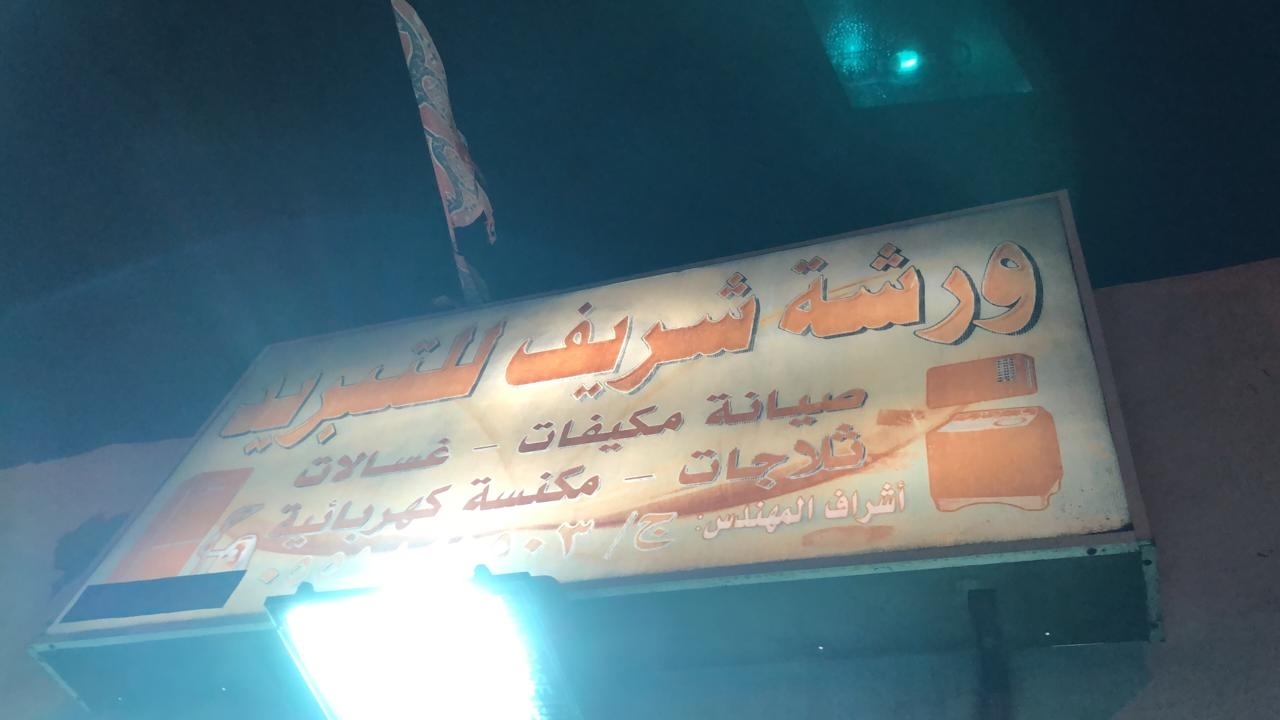 ورشة شريف للتبريد
صيانة مكيفات - غسالات
ثلاجات - مكنسة كهربائية
أشراف المهندس: ج/